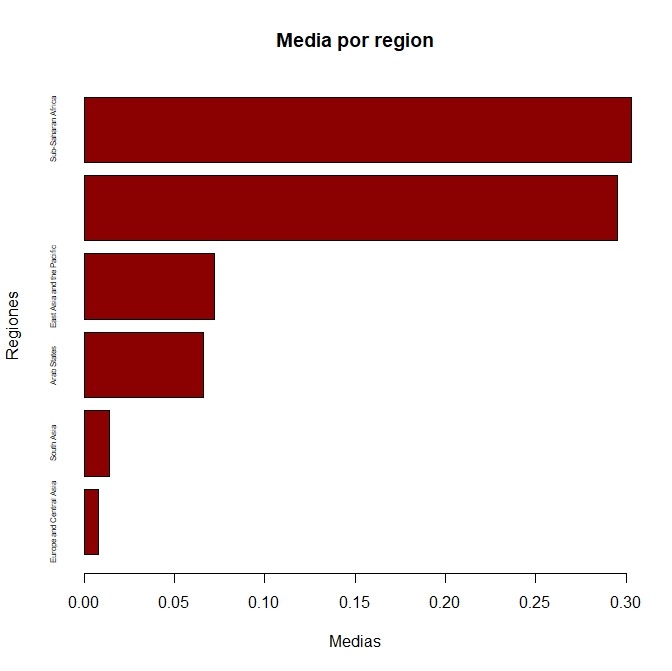 Media por region
Sub-Saharan Africa
East Asia and the Pacific
Arab States
South Asia
Europe and Central Asia
Regiones
0.00 0.05 0.10 0.15 0.20 0.25 0.30
Medias